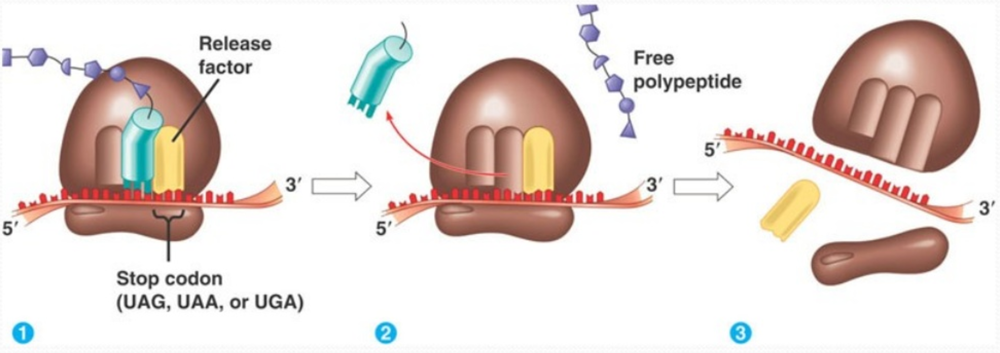 Release
factor
3′
5′
Stop codon
(UAG, UAA, or UGA)
1
Free
polypeptide
3′
5′
2
5′
3′
3